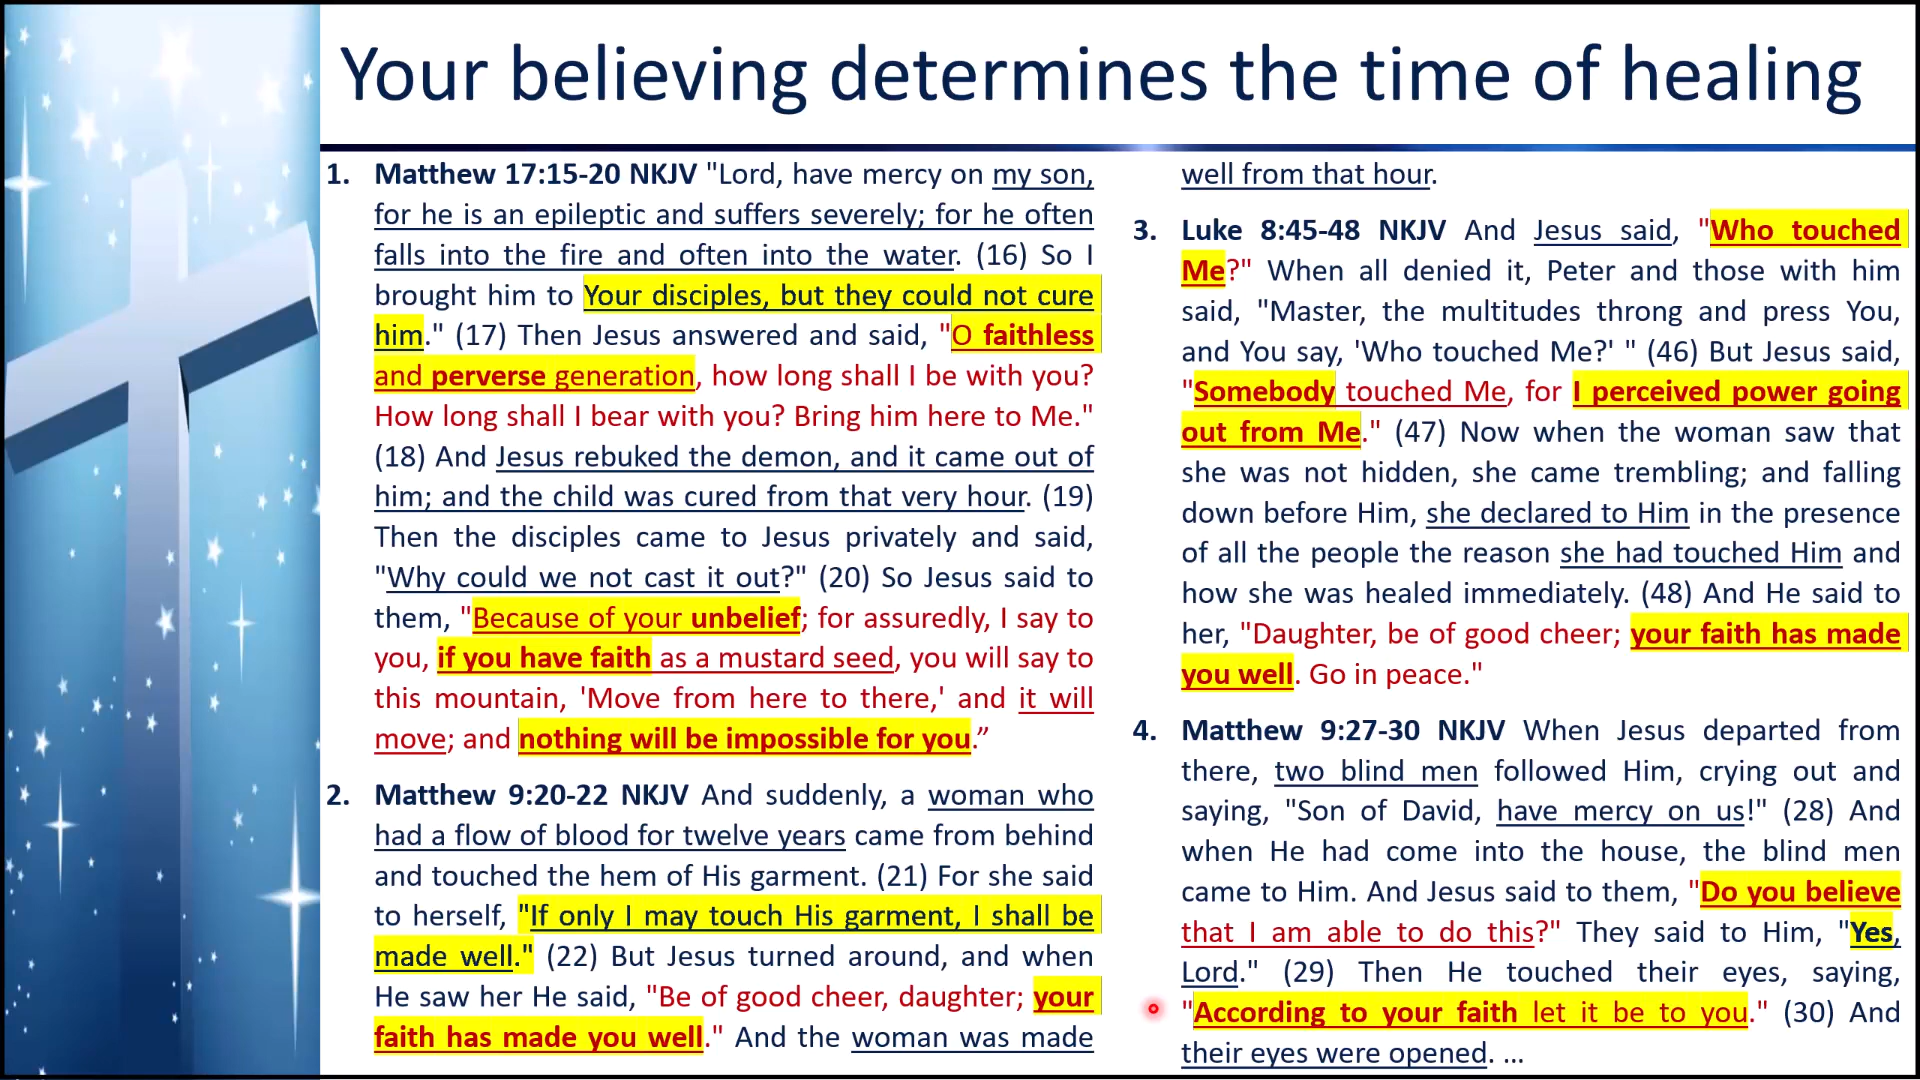 Your believing determines the time of healing
1. Matthew 17:15-20 NKJV "Lord, have mercy on my son,
for he is an epileptic and suffers severely; for he often
falls into the fire and often into the water. (16) So I
brought him to Your disciples, but they could not cure
him." (17) Then Jesus answered and said, "O faithless
and perverse generation, how long shall I be with you?
How long shall I bear with you? Bring him here to Me."
(18) And Jesus rebuked the demon, and it came out of
him; and the child was cured from that very hour. (19)
Then the disciples came to Jesus privately and said,
"Why could we not cast it out?" (20) So Jesus said to
them, "Because of your unbelief; for assuredly, I say to
you, if you have faith as a mustard seed, you will say to
this mountain, 'Move from here to there,' and it will
move; and nothing will be impossible for you.”
2. Matthew 9:20-22 NKJV And suddenly, a woman who
had a flow of blood for twelve years came from behind
and touched the hem of His garment. (21) For she said
to herself, "If only I may touch His garment, I shall be
made well." (22) But Jesus turned around, and when
He saw her He said, "Be of good cheer, daughter; your
faith has made you well." And the woman was made
well from that hour.
3. Luke 8:45-48 NKJV And Jesus said, "Who touched
Me?" When all denied it, Peter and those with him
said, "Master, the multitudes throng and press You,
and You say, 'Who touched Me?' " (46) But Jesus said,
"Somebody touched Me, for I perceived power going
out from Me." (47) Now when the woman saw that
she was not hidden, she came trembling; and falling
down before Him, she declared to Him in the presence
of all the people the reason she had touched Him and
how she was healed immediately. (48) And He said to
her, "Daughter, be of good cheer; your faith has made
you well. Go in peace."
4. Matthew 9:27-30 NKJV When Jesus departed from
there, two blind men followed Him, crying out and
saying, "Son of David, have mercy on us!" (28) And
when He had come into the house, the blind men
came to Him. And Jesus said to them, "Do you believe
that I am able to do this?" They said to Him, "Yes,
Lord." (29) Then He touched their eyes, saying,
"According to your faith let it be to you." (30) And
their eyes were opened. ...